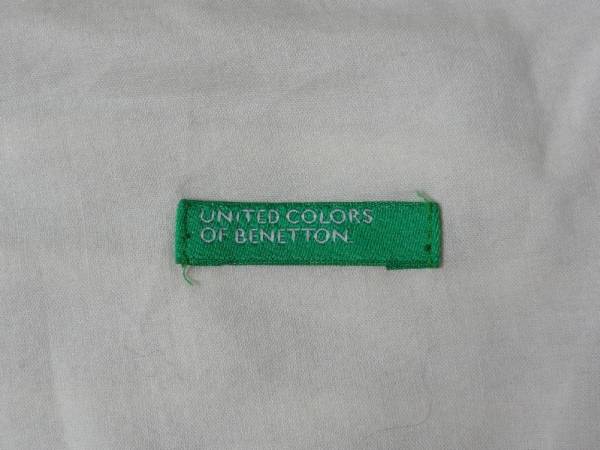 UNITED COLORS
OF BENETTON.